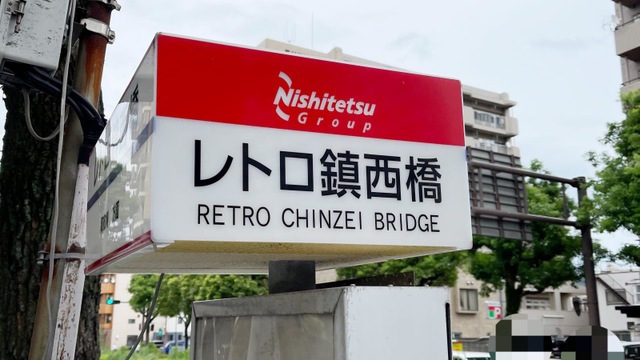 Nishitetsu
Group
レトロ鎮西橋
RETRO CHINZEI BRIDGE